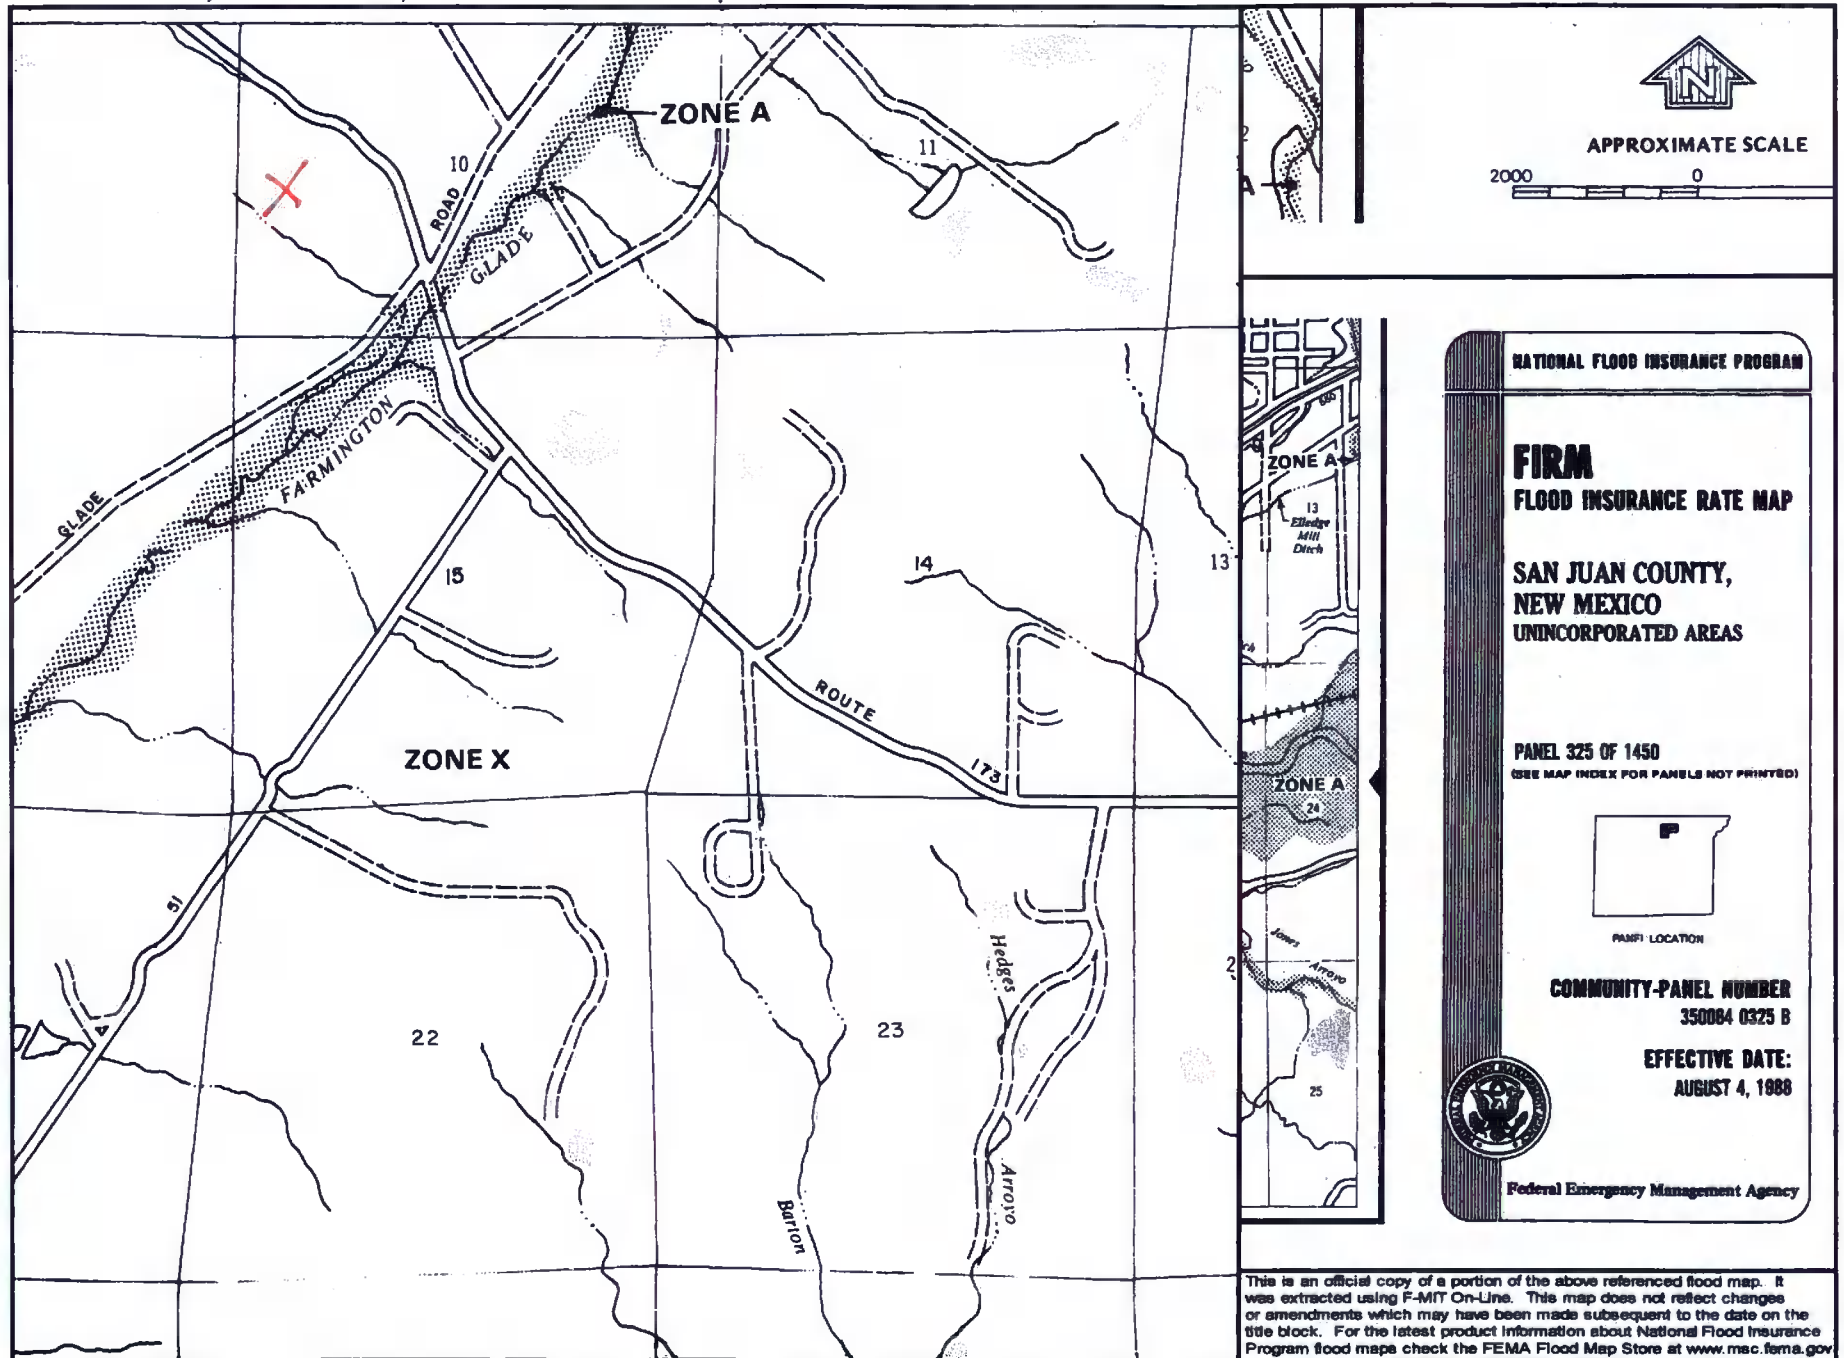 ZONE A
10
11
ROAD
GLADE
FARMINGTON
GLADE
15
14
13
ZONE X
ROUTE
173
51
22
23
2
Hedges
Arroyo
Barton
A
ZONE A
13
Elledge
Mill
Ditch
ZONE A
24
Jones
Arroyo
25
N
APPROXIMATE SCALE
2000 0
NATIONAL FLOOD INSURANCE PROGRAM
FIRM
FLOOD INSURANCE RATE MAP
SAN JUAN COUNTY,
NEW MEXICO
UNINCORPORATED AREAS
PANEL 325 OF 1450
(SEE MAP INDEX FOR PANELS NOT PRINTED)
PANEL LOCATION
COMMUNITY-PANEL NUMBER
350064 0325 B
EFFECTIVE DATE:
AUGUST 4, 1988
Federal Emergency Management Agency
This is an official copy of a portion of the above referenced flood map. It
was extracted using F-MIT On-Line. This map does not reflect changes
or amendments which may have been made subsequent to the date on the
title block. For the latest product information about National Flood Insurance
Program flood maps check the FEMA Flood Map Store at www.msc.fema.gov